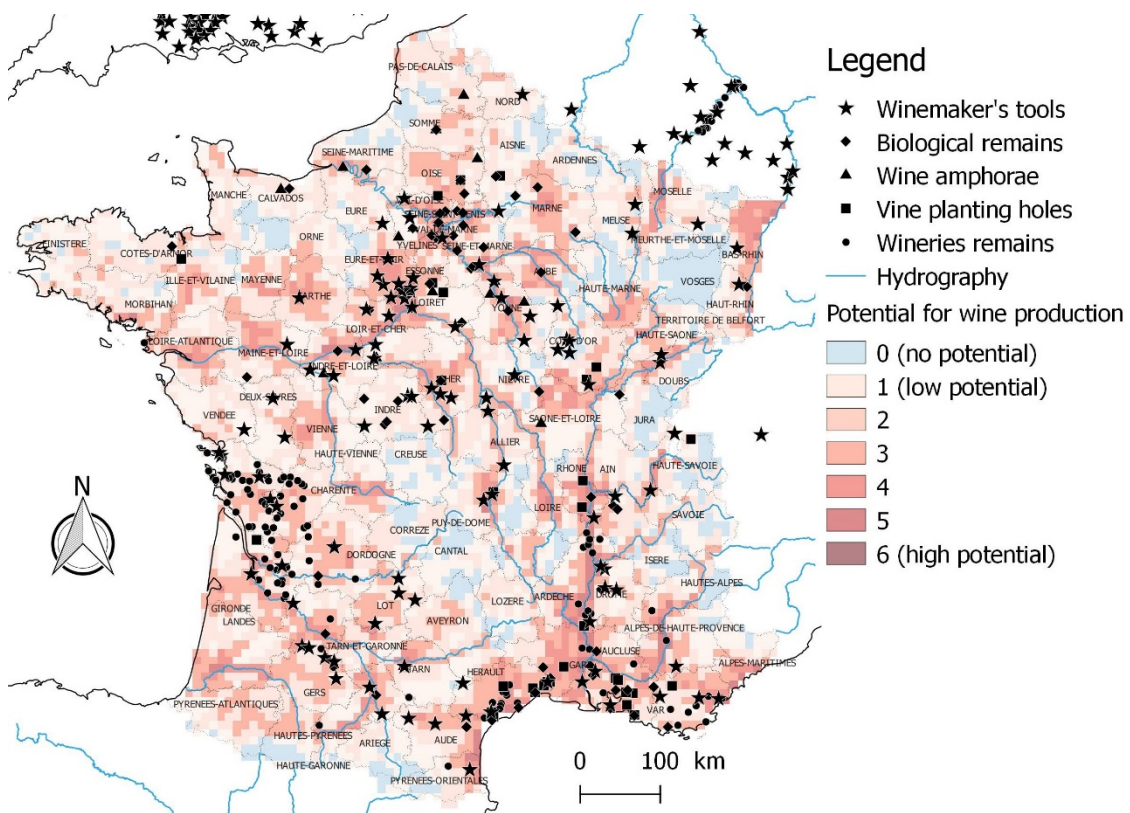 PAS-DE-CALAIS
NORD
SOMME
SEINE-MARITIME
AISNE
ARDENNES
OISE
MANCHE
CALVADOS
EURE
MARNE
MOSELLE
MEUSE
MEURTHE-ET-MOSELLE
BAS-RHIN
ORNE
YVELINES
SEINE-ET-MARNE
COTES-D'ARMOR
ILLE-ET-VILAINE
MAYENNE
ESSONNE
AUBE
HAUTE-MARNE
VOSGES
HAUT-RHIN
MORBIHAN
SARTHE
LOIRET
YONNE
TERRITOIRE DE BELFORT
HAUTE-SAONE
LOIR-ET-CHER
LOIRE-ATLANTIQUE
MAINE-ET-LOIRE
COTE-D'OR
INDRE-ET-LOIRE
CHER
NIEVRE
DOUBS
DEUX-SEVRES
INDRE
VENDEE
VIENNE
SAONE-ET-LOIRE
JURA
ALLIER
HAUTE-VIENNE
CREUSE
RHONE
AIN
HAUTE-SAVOIE
CHARENTE
LOIRE
SAVOIE
PUY-DE-DOME
CORREZE
DORDOGNE
CANTAL
ISERE
HAUTES-ALPES
LOZERE
ARDECHE
DROME
GIRONDE
LANDES
LOT
AVEYRON
ALPES-DE-HAUTE-PROVENCE
TARN-ET-GARONNE
VAUCLUSE
ALPES-MARITIMES
TARN
HERAULT
GARD
GERS
PYRENEES-ATLANTIQUES
VAR
HAUTES-PYRENEES
ARIEGE
AUDE
HAUTE-GARONNE
PYRENEES-ORIENTALES
N
0 100 km
Legend
Winemaker's tools
Biological remains
Wine amphorae
Vine planting holes
Wineries remains
Hydrography
Potential for wine production
0 (no potential)
1 (low potential)
2
3
4
5
6 (high potential)